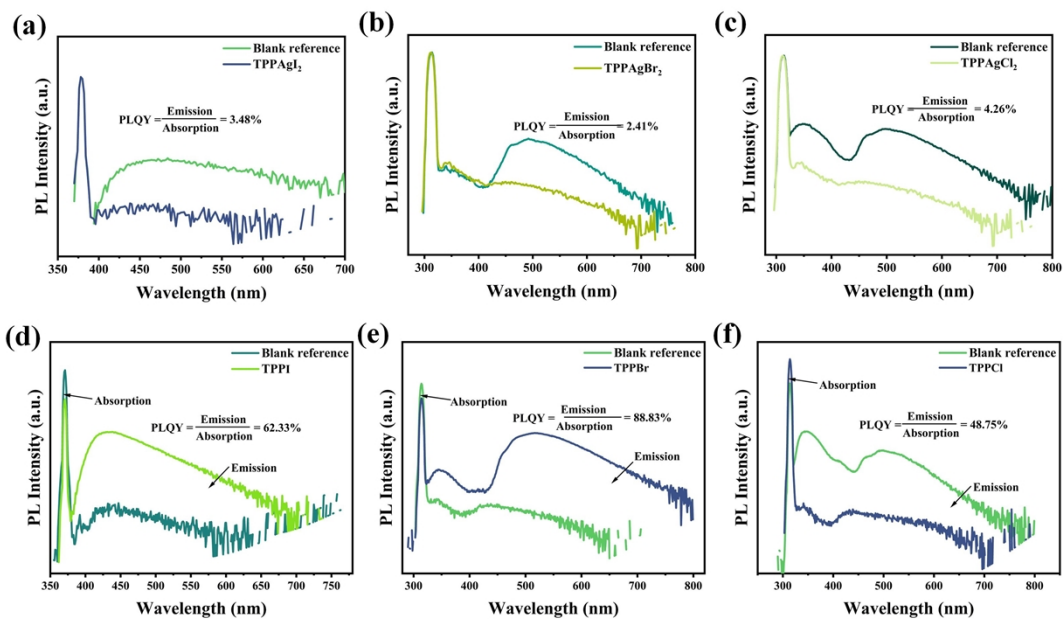 (a)
Blank reference
TPPAgI₂
PLQY = Emission / Absorption = 3.48%
PL Intensity (a.u.)
350 400 450 500 550 600 650 700
Wavelength (nm)
(b)
Blank reference
TPPAgBr₂
PLQY = Emission / Absorption = 2.41%
PL Intensity (a.u.)
300 400 500 600 700 800
Wavelength (nm)
(c)
Blank reference
TPPAgCl₂
PLQY = Emission / Absorption = 4.26%
PL Intensity (a.u.)
300 400 500 600 700 800
Wavelength (nm)
(d)
Blank reference
TPPI
Absorption
PLQY = Emission / Absorption = 62.33%
Emission
PL Intensity (a.u.)
350 400 450 500 550 600 650 700 750
Wavelength (nm)
(e)
Blank reference
TPPBr
Absorption
PLQY = Emission / Absorption = 88.83%
Emission
PL Intensity (a.u.)
300 400 500 600 700 800
Wavelength (nm)
(f)
Blank reference
TPPCl
Absorption
PLQY = Emission / Absorption = 48.75%
Emission
PL Intensity (a.u.)
300 400 500 600 700 800
Wavelength (nm)